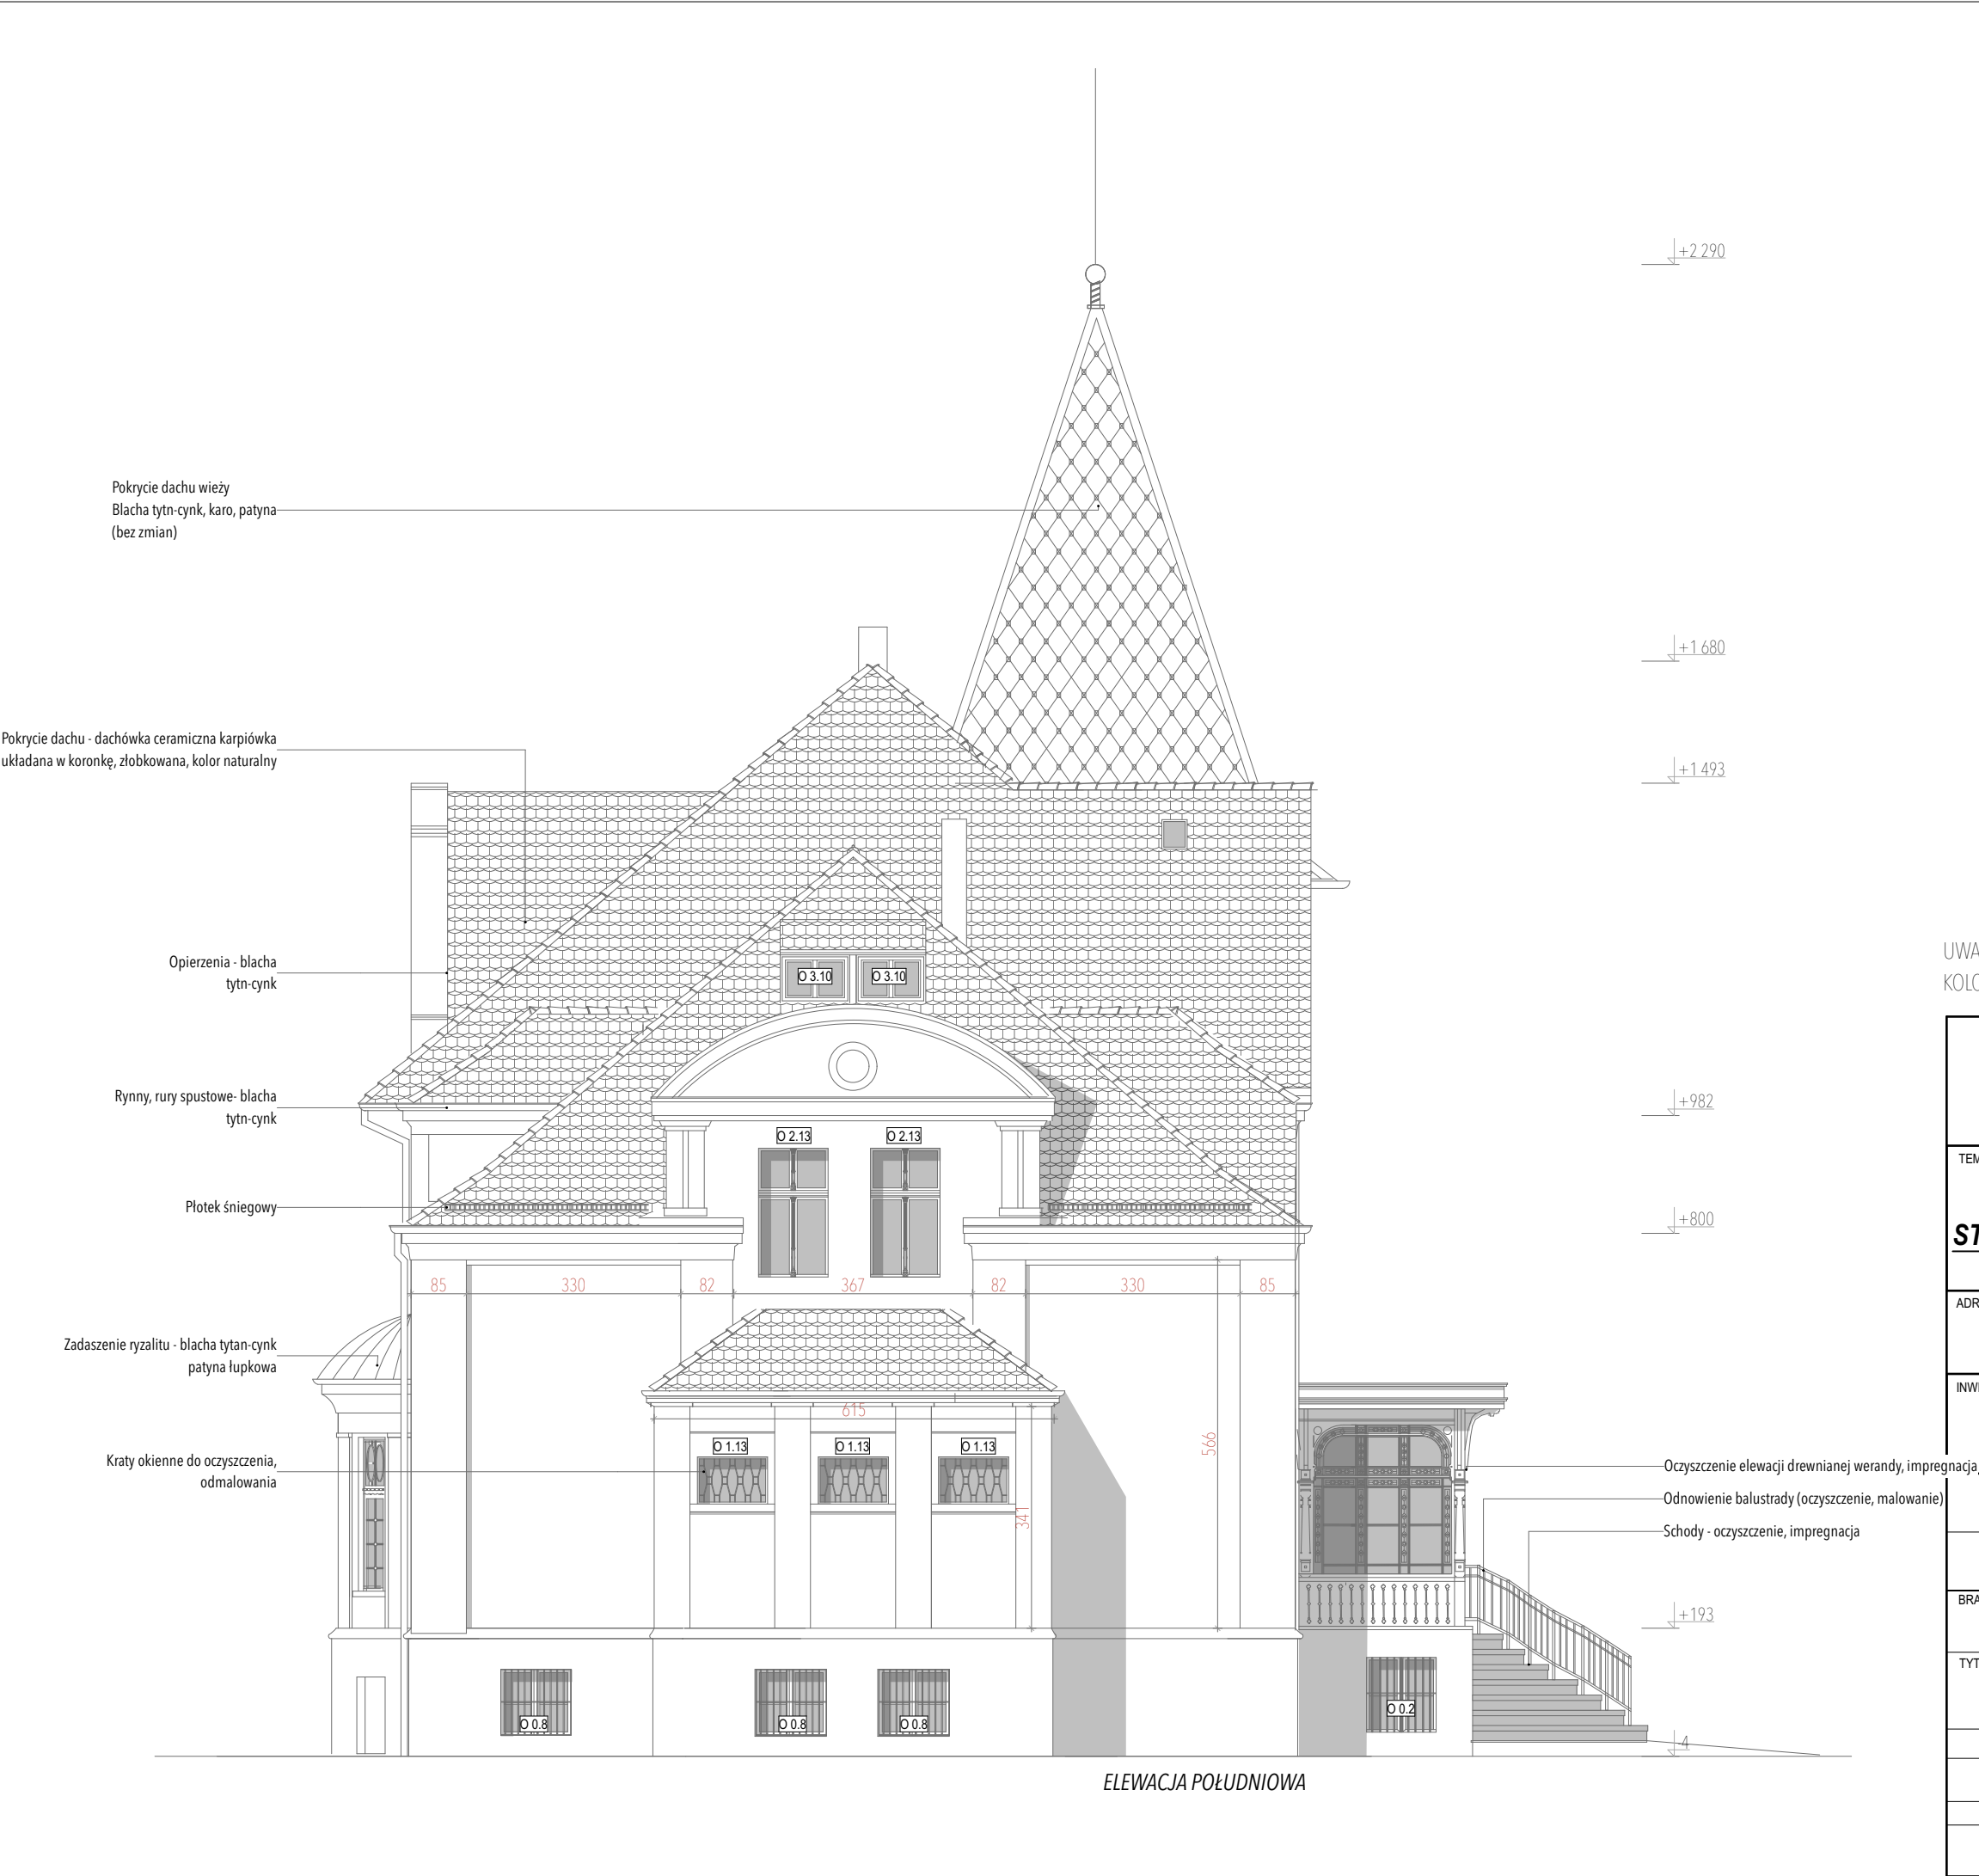 +2 290
Pokrycie dachu wieży
Blacha tytn-cynk, karo, patyna
(bez zmian)
+1 680
Pokrycie dachu - dachówka ceramiczna karpiówka
układana w koronkę, złobkowana, kolor naturalny
+1 493
UWA
KOLO
Opierzenia - blacha
tytn-cynk
O 3.10 O 3.10
Rynny, rury spustowe- blacha
tytn-cynk
+982
O 2.13 O 2.13
TEM
Płotek śniegowy
+800
ST
85 330 82 367 82 330 85
ADR
Zadaszenie ryzalitu - blacha tytan-cynk
patyna łupkowa
INWE
615
566
341
O 1.13 O 1.13 O 1.13
Kraty okienne do oczyszczenia,
odmalowania
Oczyszczenie elewacji drewnianej werandy, impregnacja,
Odnowienie balustrady (oczyszczenie, malowanie)
Schody - oczyszczenie, impregnacja
BRA
+193
TYT
O 0.8 O 0.8 O 0.8 O 0.2
-4
ELEWACJA POŁUDNIOWA